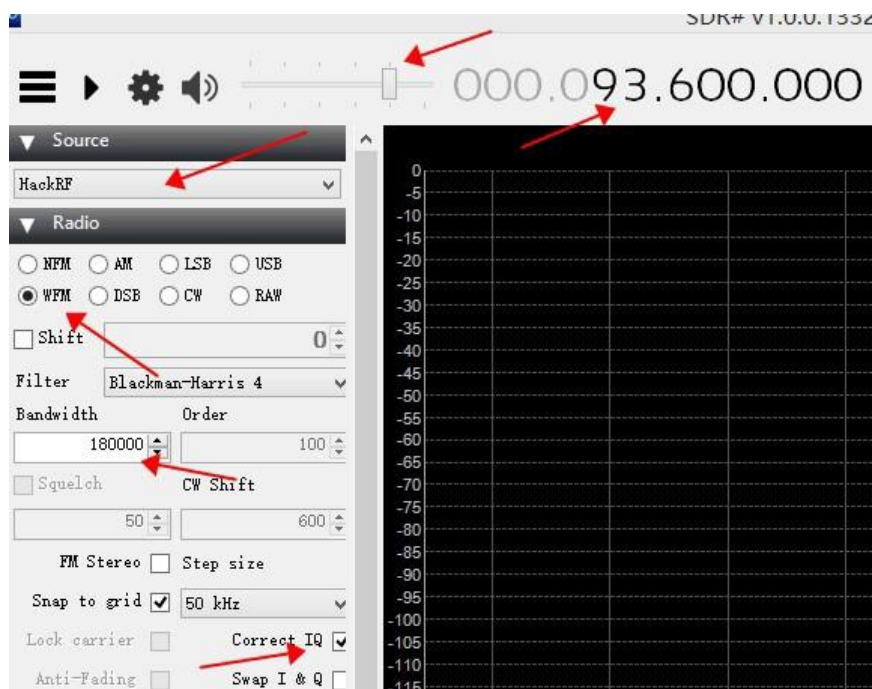 SDR# v1.0.0.1332
000.093.600.000
Source
HackRF
Radio
NFM AM LSB USB
WFM DSB CW RAW
Shift 0
Filter Blackman-Harris 4
Bandwidth Order
180000 100
Squelch CW Shift
50 600
FM Stereo Step size
Snap to grid 50 kHz
Lock carrier Correct IQ
Anti-Fading Swap I & Q
0
-5
-10
-15
-20
-25
-30
-35
-40
-45
-50
-55
-60
-65
-70
-75
-80
-85
-90
-95
-100
-105
-110
-115